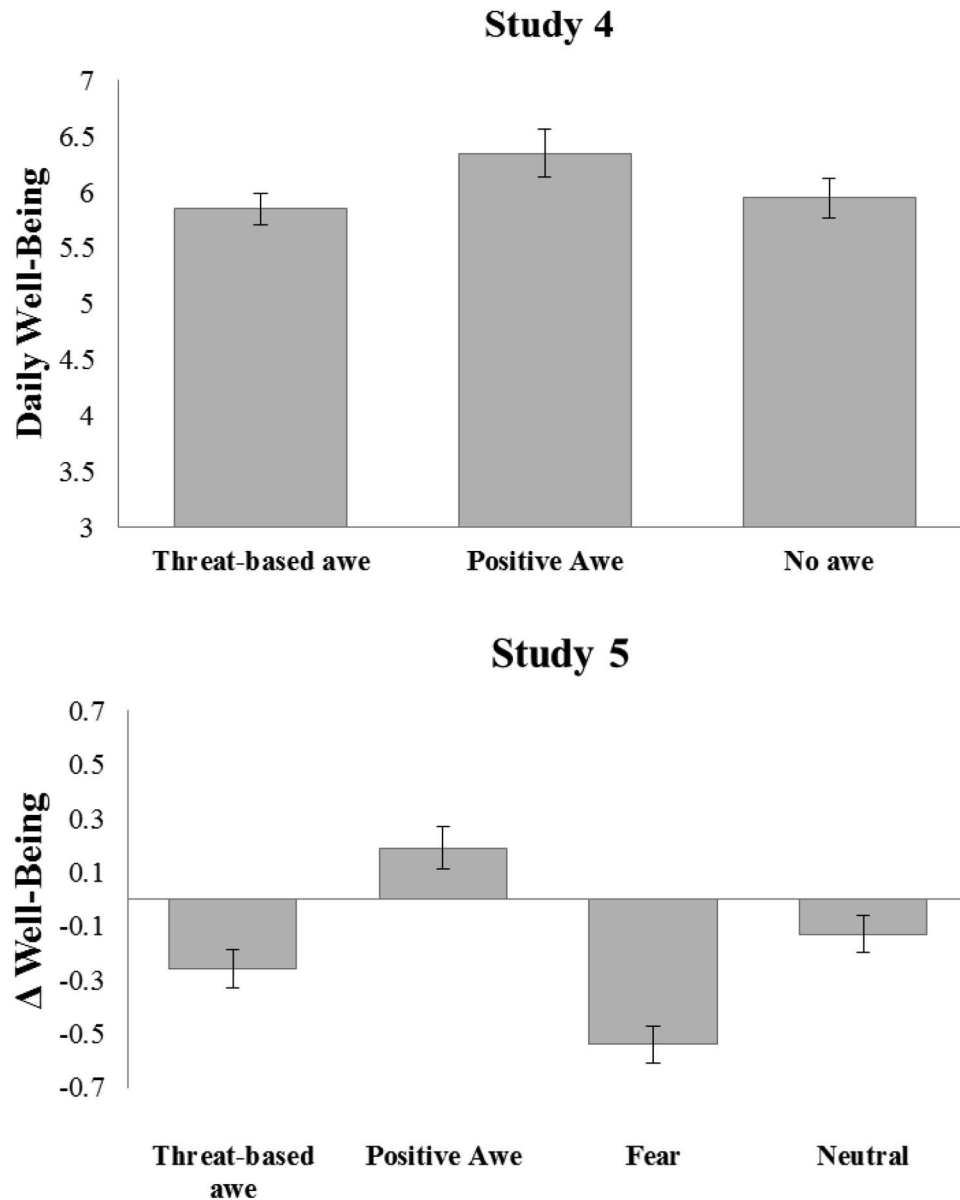 Study 4
Daily Well-Being
7
6.5
6
5.5
5
4.5
4
3.5
3
Threat-based awe Positive Awe No awe
Study 5
Δ Well-Being
0.7
0.5
0.3
0.1
-0.1
-0.3
-0.5
-0.7
Threat-based Positive Awe Fear Neutral
awe